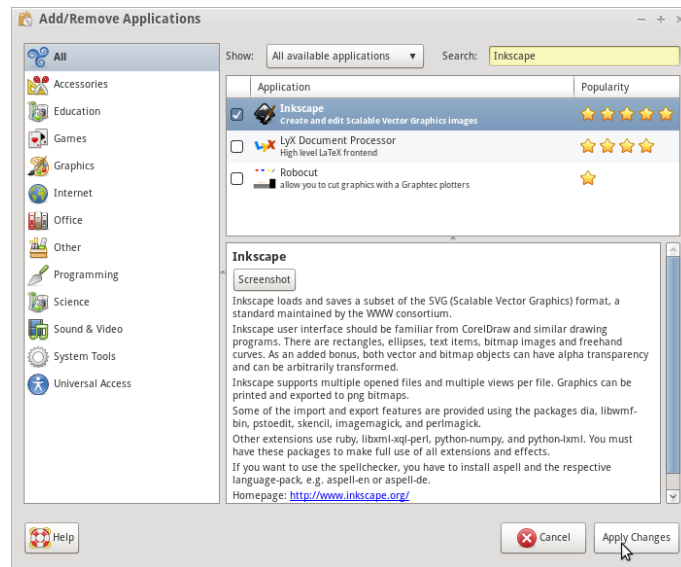 Add/Remove Applications
All
Accessories
Education
Games
Graphics
Internet
Office
Other
Programming
Science
Sound & Video
System Tools
Universal Access
Show: All available applications Search: Inkscape
Application Popularity
Inkscape
Create and edit Scalable Vector Graphics images
LyX Document Processor
High level LaTeX frontend
Robocut
allow you to cut graphics with a Graphtec plotters
Inkscape
Screenshot
Inkscape loads and saves a subset of the SVG (Scalable Vector Graphics) format, a
standard maintained by the WWW consortium.
Inkscape user interface should be familiar from CorelDraw and similar drawing
programs. There are rectangles, ellipses, text items, bitmap images and freehand
curves. As an added bonus, both vector and bitmap objects can have alpha transparency
and can be arbitrarily transformed.
Inkscape supports multiple opened files and multiple views per file. Graphics can be
printed and exported to png bitmaps.
Some of the import and export features are provided using the packages dia, libwmf-
bin, pstoedit, skencil, imagemagick, and perlmagick.
Other extensions use ruby, libxml-xql-perl, python-numpy, and python-lxml. You must
have these packages to make full use of all extensions and effects.
If you want to use the spellchecker, you have to install aspell and the respective
language-pack, e.g. aspell-en or aspell-de.
Homepage: http://www.inkscape.org/
Help Cancel Apply Changes